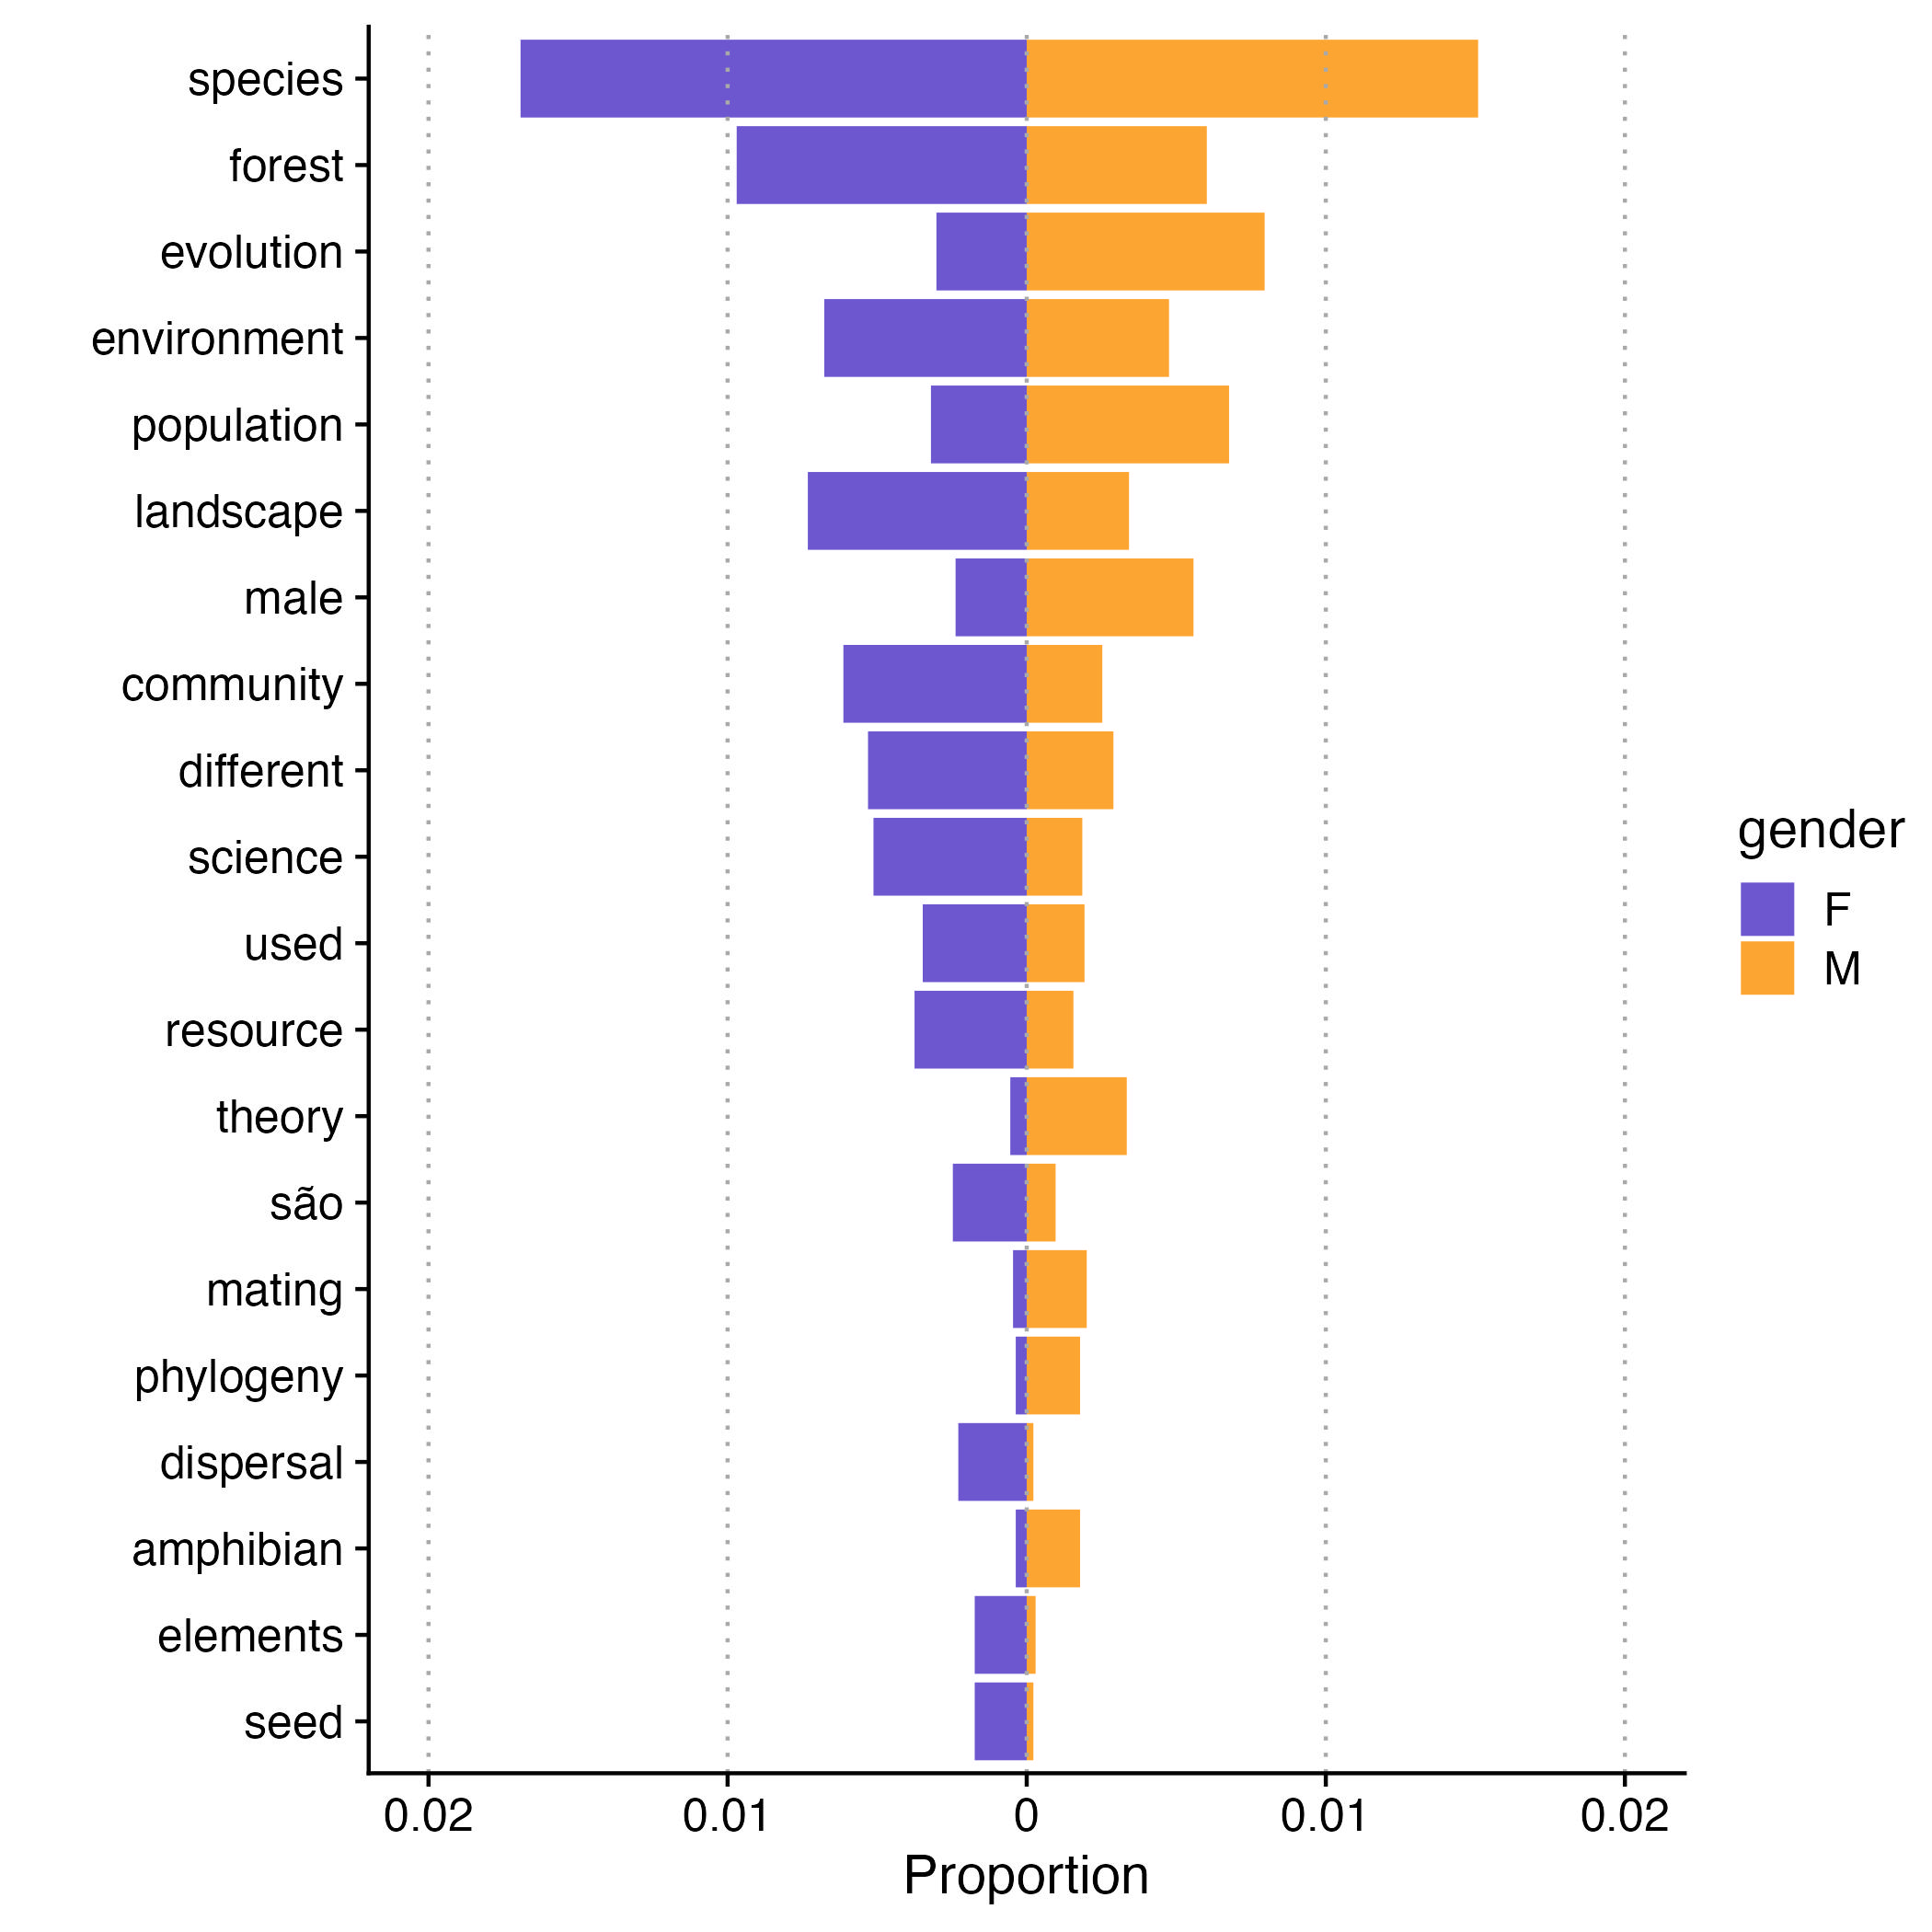 species
forest
evolution
environment
population
landscape
male
community
different
science
used
resource
theory
são
mating
phylogeny
dispersal
amphibian
elements
seed
0.02 0.01 0 0.01 0.02
Proportion
gender
F
M